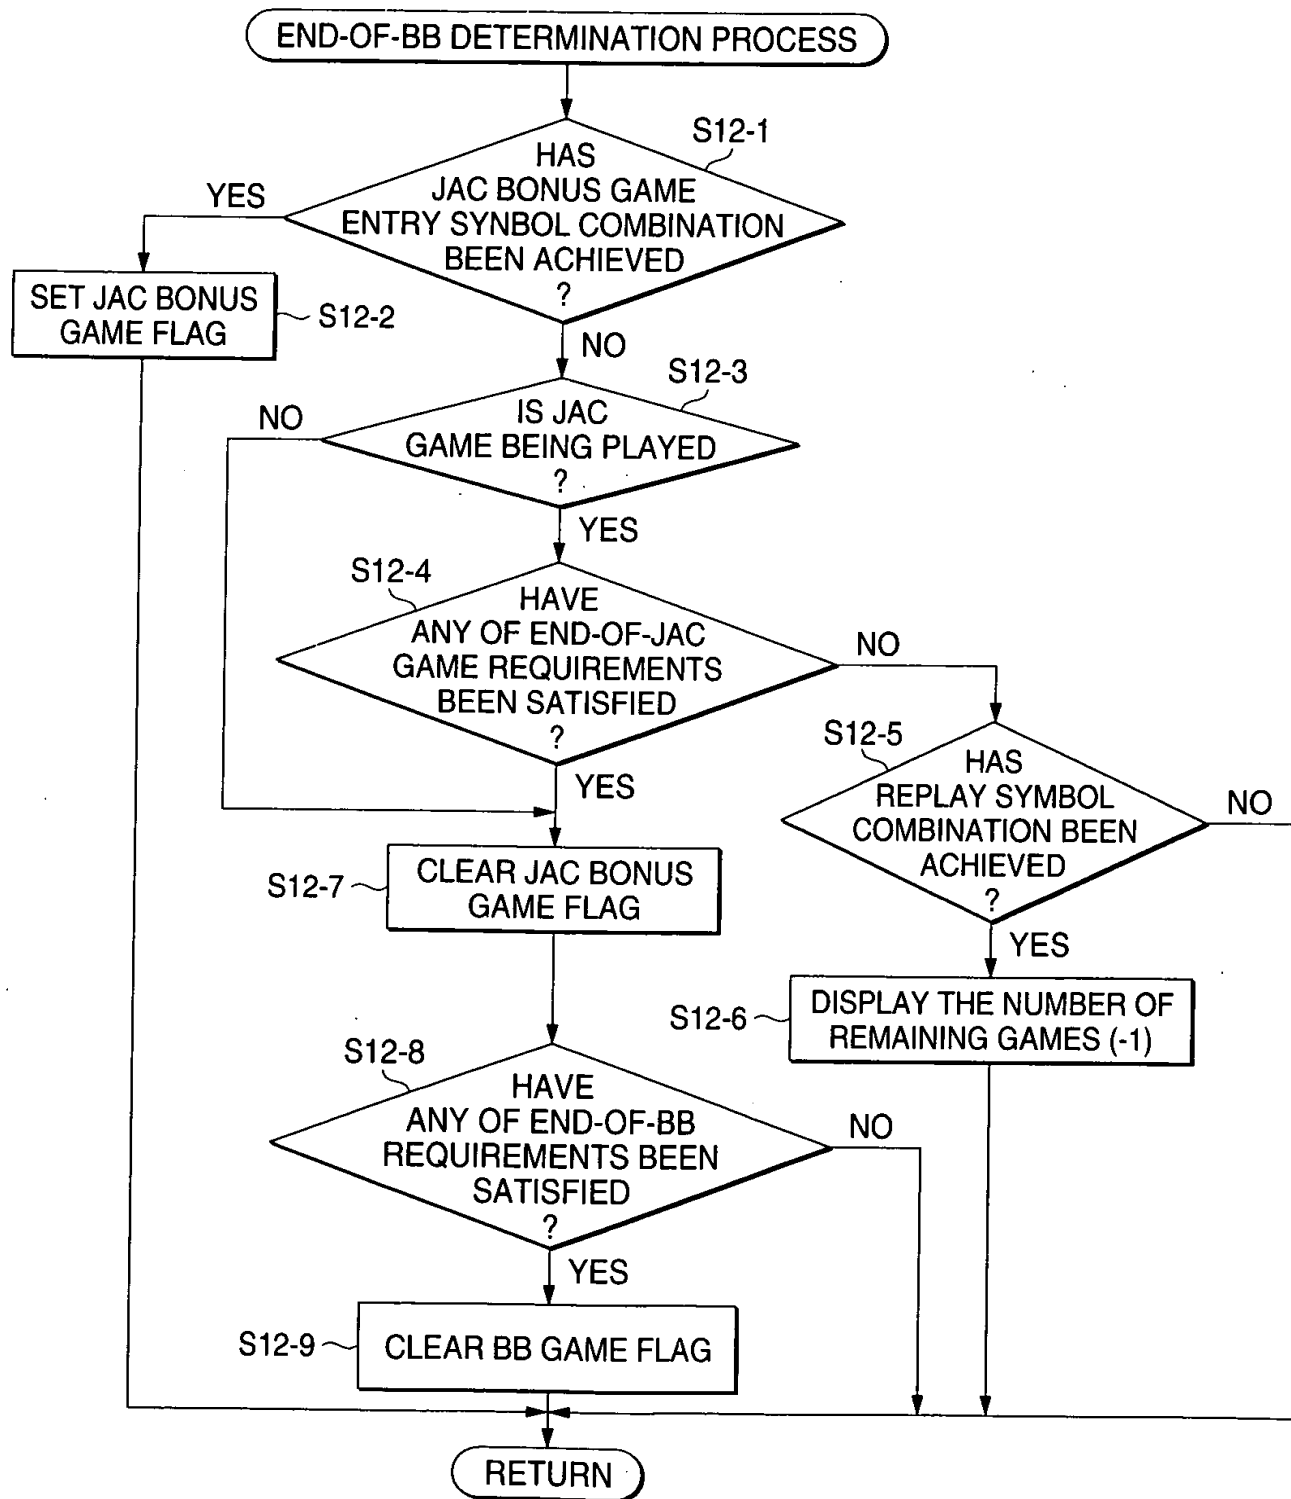 END-OF-BB DETERMINATION PROCESS
S12-1
HAS
JAC BONUS GAME
ENTRY SYNBOL COMBINATION
BEEN ACHIEVED
?
YES
SET JAC BONUS
GAME FLAG
S12-2
NO
S12-3
IS JAC
GAME BEING PLAYED
?
NO
YES
S12-4
HAVE
ANY OF END-OF-JAC
GAME REQUIREMENTS
BEEN SATISFIED
?
NO
YES
S12-5
HAS
REPLAY SYMBOL
COMBINATION BEEN
ACHIEVED
?
NO
YES
S12-6
DISPLAY THE NUMBER OF
REMAINING GAMES (-1)
S12-7
CLEAR JAC BONUS
GAME FLAG
S12-8
HAVE
ANY OF END-OF-BB
REQUIREMENTS BEEN
SATISFIED
?
NO
YES
S12-9
CLEAR BB GAME FLAG
RETURN